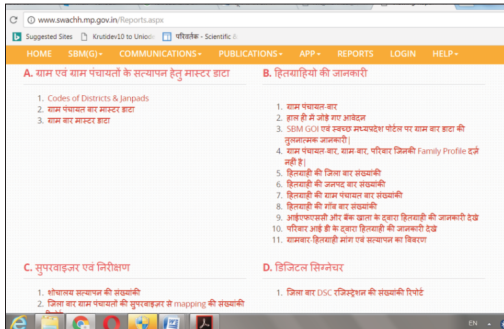 www.swachh.mp.gov.in/Reports.aspx
Suggested Sites Krutidev10 to Unico परिवर्तक - Scientific &
HOME SBM(G) COMMUNICATIONS PUBLICATIONS APP REPORTS LOGIN HELP
A. ग्राम एवं ग्राम पंचायतों के सत्यापन हेतु मास्टर डाटा
1. Codes of Districts & Janpads
2. ग्राम पंचायत वार मास्टर डाटा
3. ग्राम वार मास्टर डाटा
B. हितग्राहियो की जानकारी
1. ग्राम पंचायत-वार
2. हाल ही मे जोड़े गए आवेदन
3. SBM GOI एवं स्वच्छ मध्यप्रदेश पोर्टल पर ग्राम वार डाटा की
तुलनात्मक जानकारी|
4. ग्राम पंचायत-वार, ग्राम-वार, परिवार जिनकी Family Profile दर्ज
नहीं है|
5. हितग्राही की जिला वार संख्यांकी
6. हितग्राही की जनपद वार संख्यांकी
7. हितग्राही की ग्राम पंचायत वार संख्यांकी
8. हितग्राही की गाँव वार संख्यांकी
9. आईएफएससी और बैंक खाता के द्वारा हितग्राही की जानकारी देखे
10. परिवार आई डी के द्वारा हितग्राही की जानकारी देखे
11. ग्रामवार-हितग्राही मांग एवं सत्यापन का विवरण
C. सुपरवाइजर एवं निरीक्षण
1. शौचालय सत्यापन की संख्यांकी
2. जिला वार ग्राम पंचायतों की सुपरवाइजर से mapping की संख्यांकी
D. डिजिटल सिग्नेचर
1. जिला वार DSC रजिस्ट्रेशन की संख्यांकी रिपोर्ट
EN